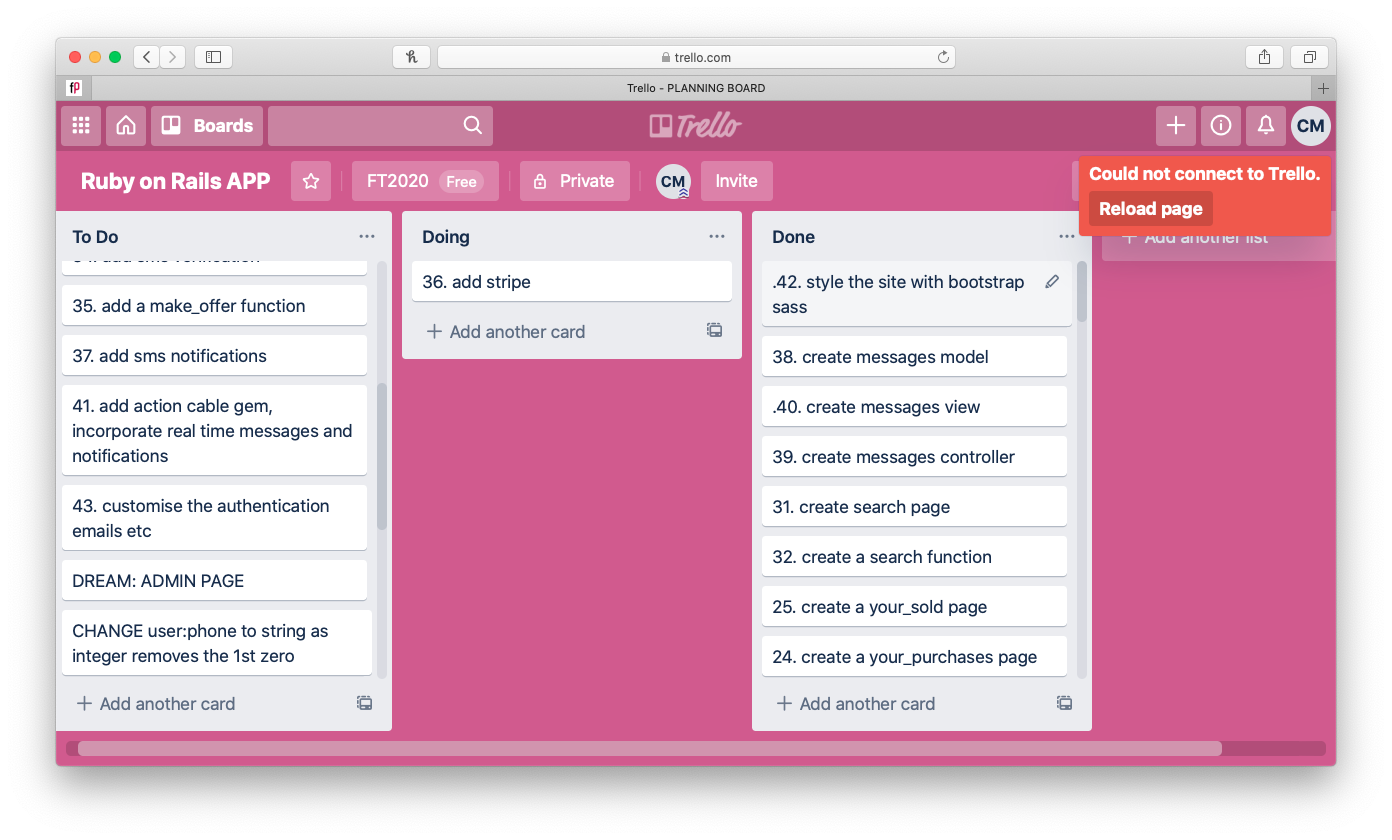 trello.com
fp
Trello - PLANNING BOARD
Boards
Trello
CM
Ruby on Rails APP
FT2020 Free
Private
CM
Invite
Could not connect to Trello.
Reload page
To Do
35. add a make_offer function
37. add sms notifications
41. add action cable gem,
incorporate real time messages and
notifications
43. customise the authentication
emails etc
DREAM: ADMIN PAGE
CHANGE user:phone to string as
integer removes the 1st zero
+ Add another card
Doing
36. add stripe
+ Add another card
Done
.42. style the site with bootstrap
sass
38. create messages model
.40. create messages view
39. create messages controller
31. create search page
32. create a search function
25. create a your_sold page
24. create a your_purchases page
+ Add another card
+ Add another list